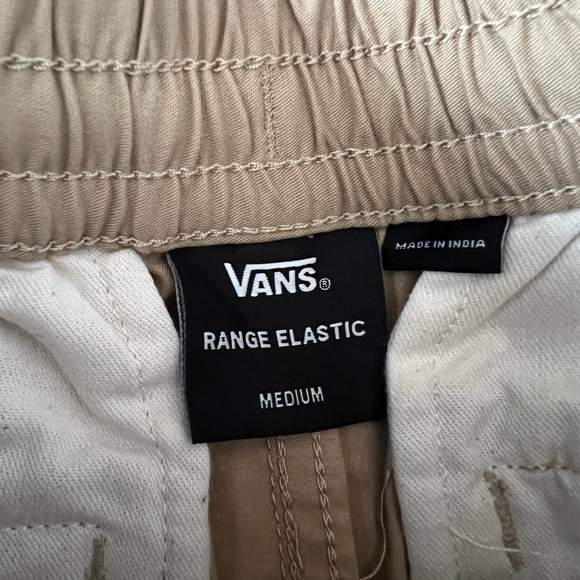 VANS®
RANGE ELASTIC
MEDIUM
MADE IN INDIA